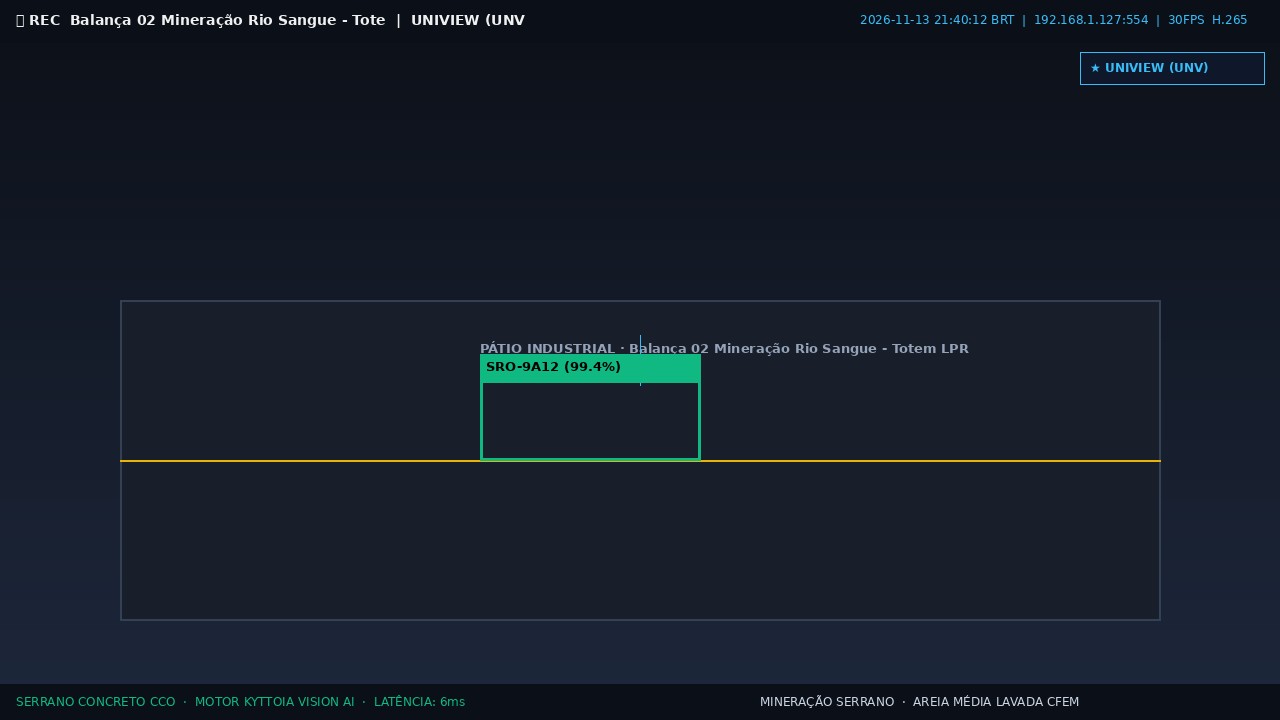 REC Balança 02 Mineração Rio Sangue - Tote | UNIVIEW (UNV
2026-11-13 21:40:12 BRT | 192.168.1.127:554 | 30FPS H.265
★ UNIVIEW (UNV)
PÁTIO INDUSTRIAL · Balança 02 Mineração Rio Sangue - Totem LPR
SRO-9A12 (99.4%)
SERRANO CONCRETO CCO · MOTOR KYTTOIA VISION AI · LATÊNCIA: 6ms
MINERAÇÃO SERRANO · AREIA MÉDIA LAVADA CFEM